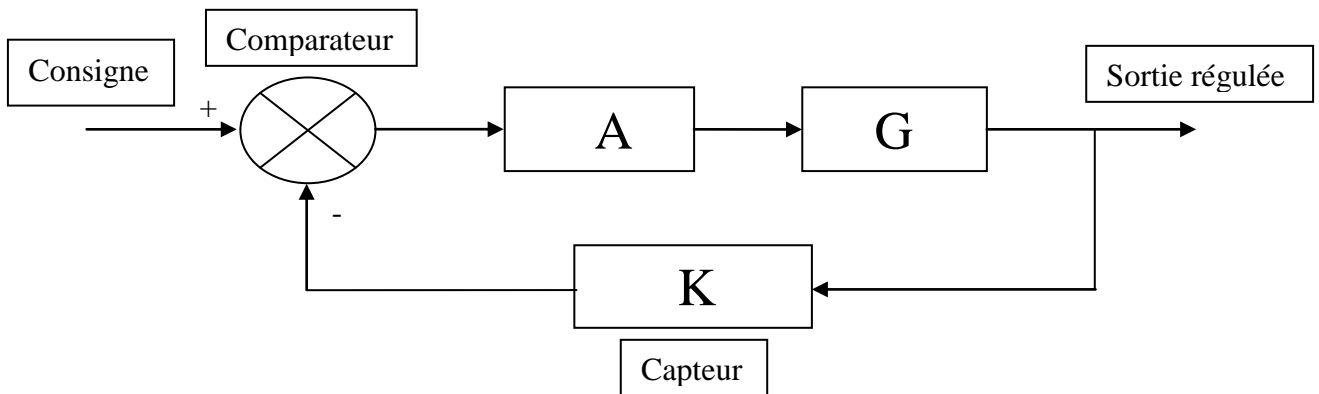 Comparateur
Consigne
Sortie régulée
+
A
G
-
K
Capteur